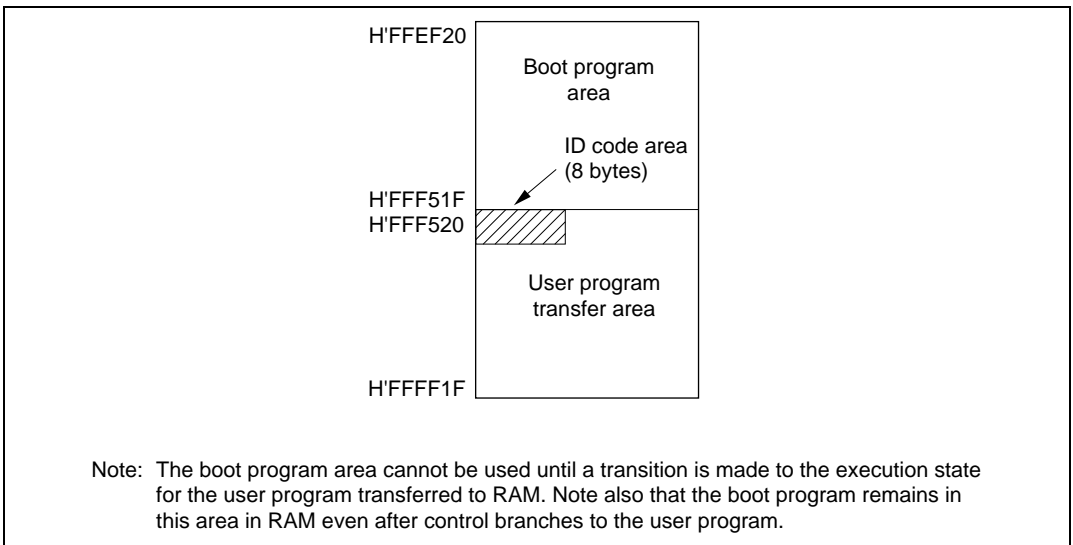 H'FFEF20
Boot program
area
ID code area
(8 bytes)
H'FFF51F
H'FFF520
User program
transfer area
H'FFFF1F
Note: The boot program area cannot be used until a transition is made to the execution state
for the user program transferred to RAM. Note also that the boot program remains in
this area in RAM even after control branches to the user program.